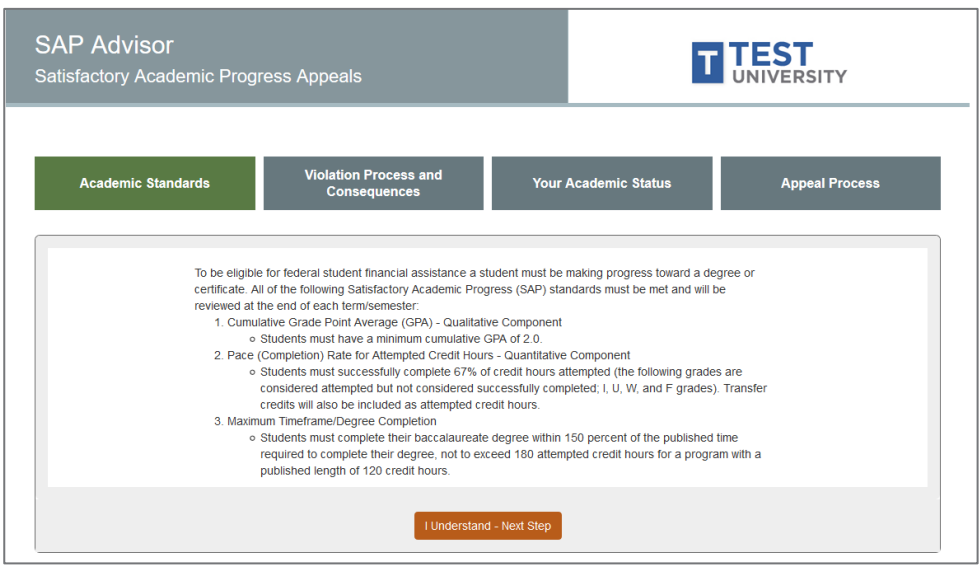 SAP Advisor
Satisfactory Academic Progress Appeals
T TEST
UNIVERSITY
Academic Standards
Violation Process and
Consequences
Your Academic Status
Appeal Process
To be eligible for federal student financial assistance a student must be making progress toward a degree or
certificate. All of the following Satisfactory Academic Progress (SAP) standards must be met and will be
reviewed at the end of each term/semester:
1. Cumulative Grade Point Average (GPA) - Qualitative Component
o Students must have a minimum cumulative GPA of 2.0.
2. Pace (Completion) Rate for Attempted Credit Hours - Quantitative Component
o Students must successfully complete 67% of credit hours attempted (the following grades are
considered attempted but not considered successfully completed; I, U, W, and F grades). Transfer
credits will also be included as attempted credit hours.
3. Maximum Timeframe/Degree Completion
o Students must complete their baccalaureate degree within 150 percent of the published time
required to complete their degree, not to exceed 180 attempted credit hours for a program with a
published length of 120 credit hours.
I Understand - Next Step